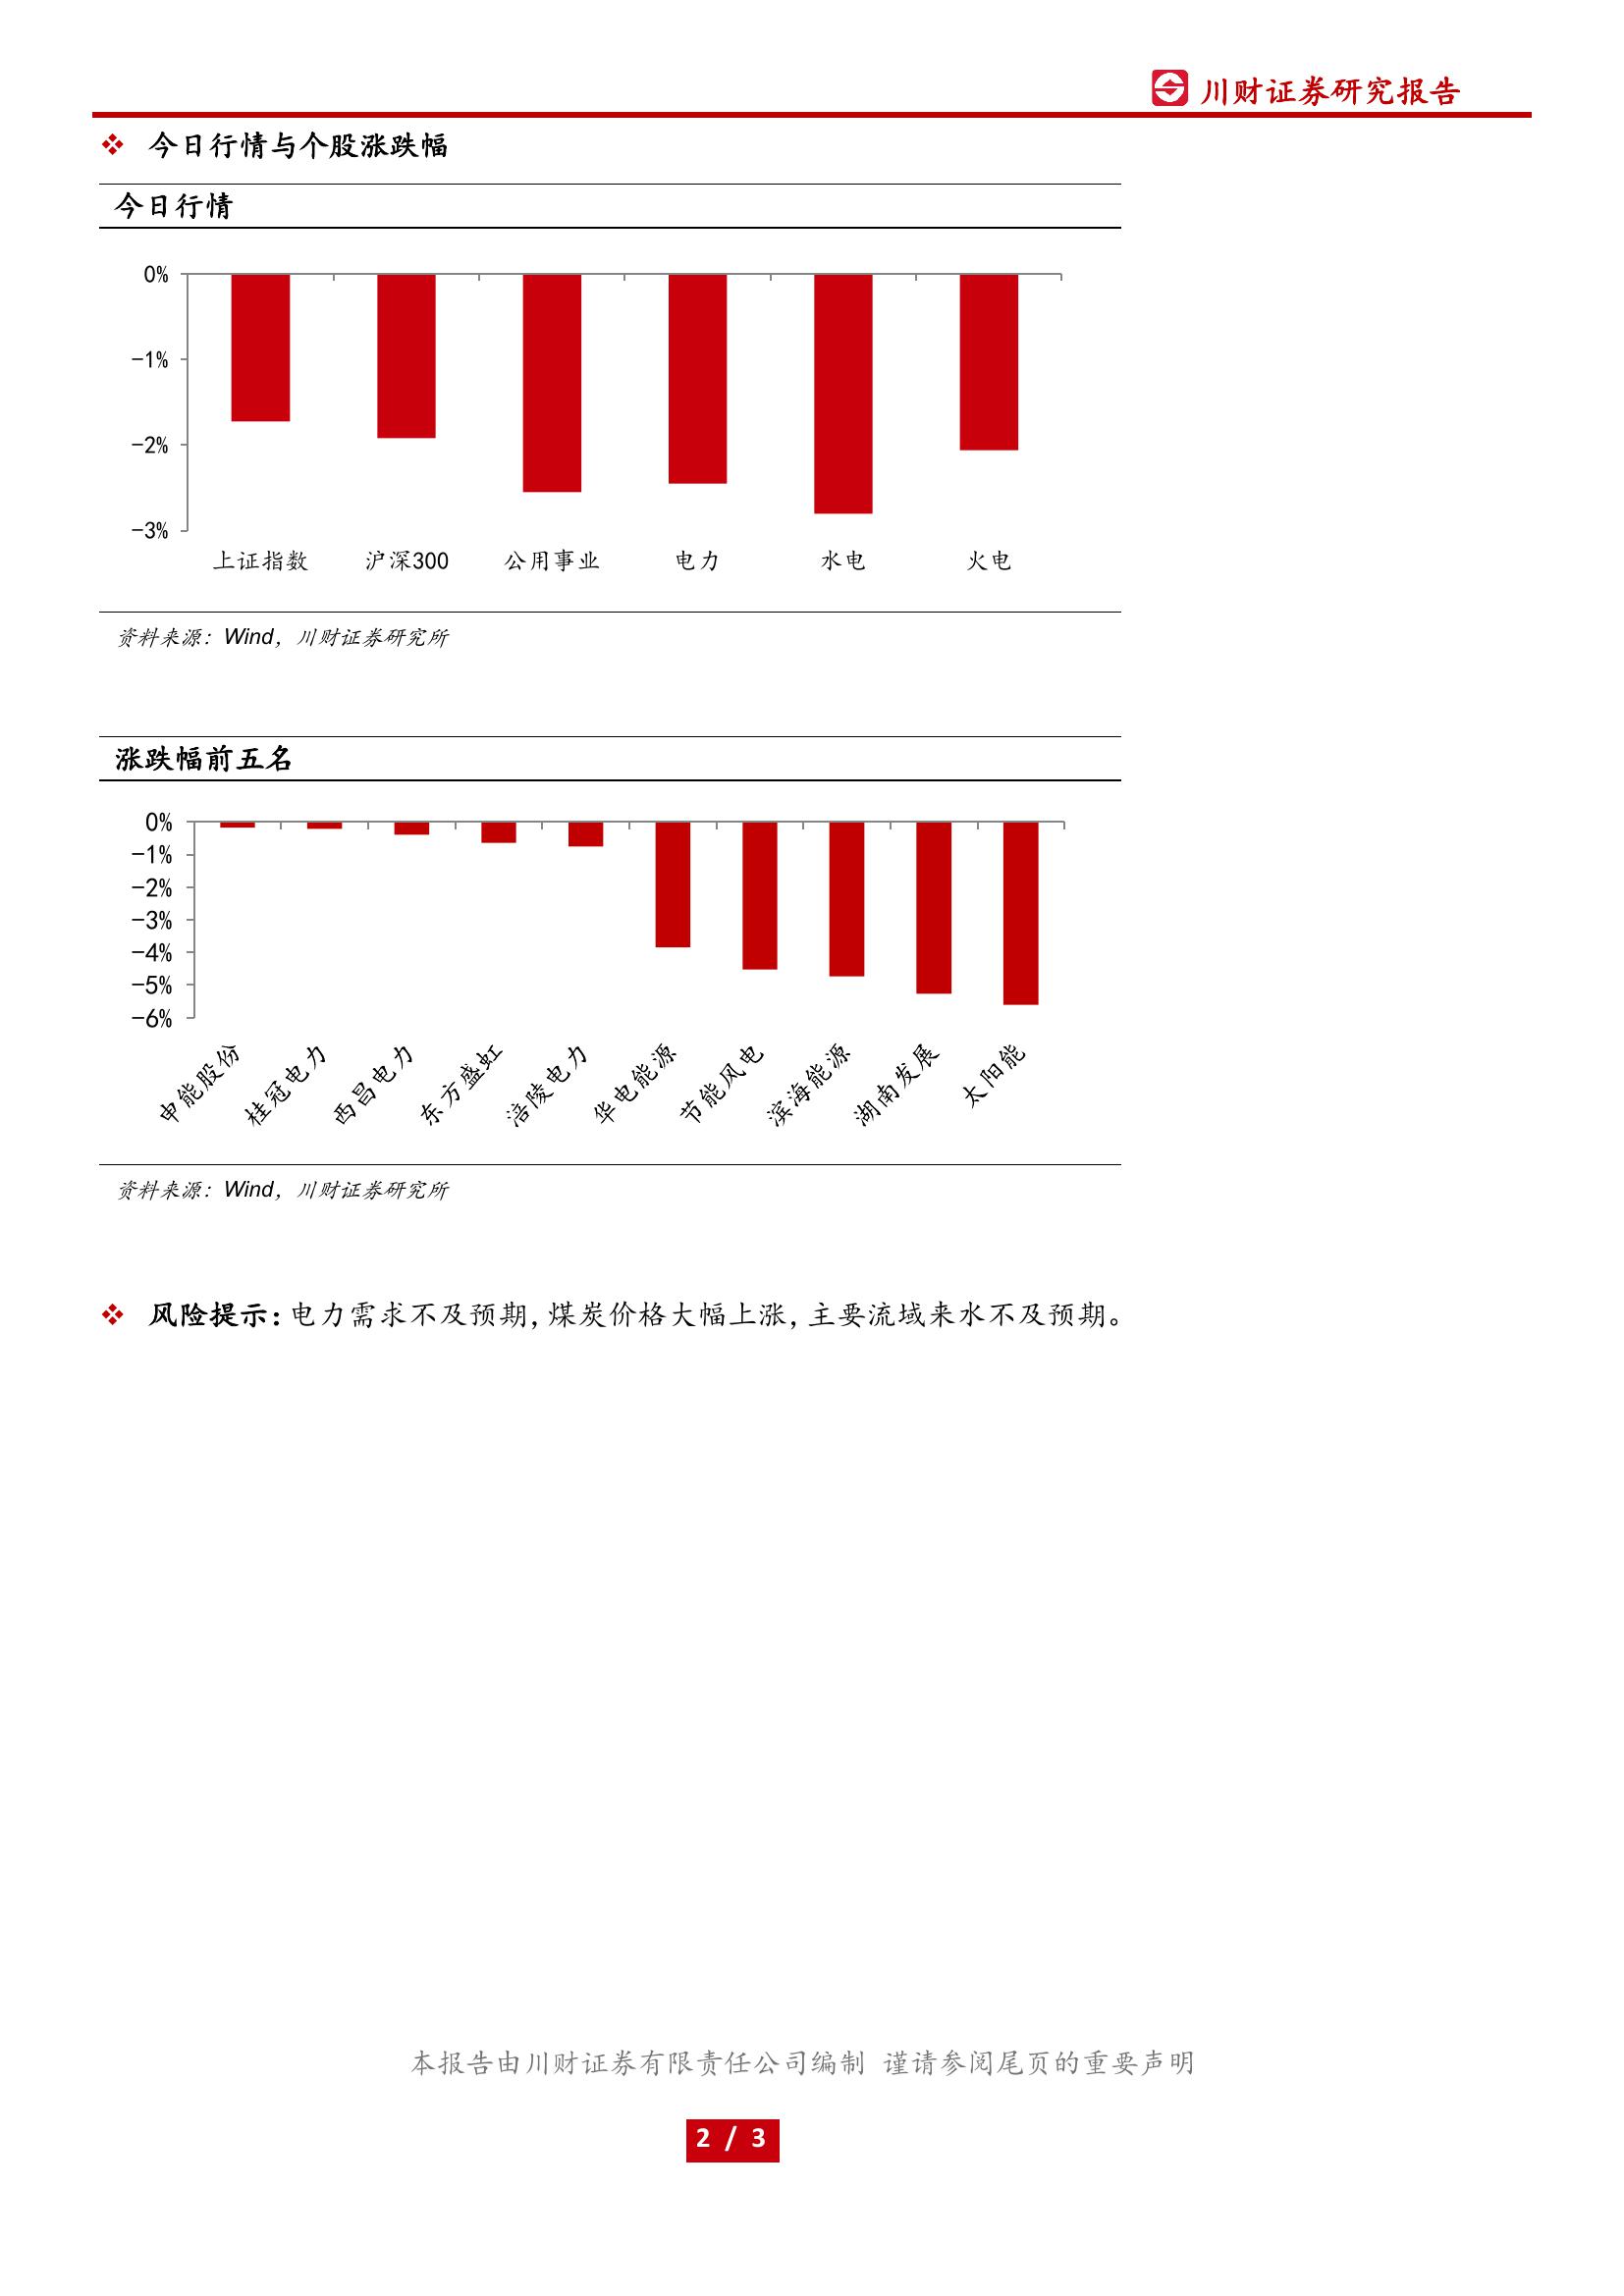 川财证券研究报告
今日行情与个股涨跌幅
今日行情
0%
-1%
-2%
-3%
上证指数 沪深300 公用事业 电力 水电 火电
资料来源：Wind，川财证券研究所
涨跌幅前五名
0%
-1%
-2%
-3%
-4%
-5%
-6%
申能股份 桂冠电力 西昌电力 东方盛虹 涪陵电力 华电能源 节能风电 滨海能源 湖南发展 太阳能
资料来源：Wind，川财证券研究所
风险提示：电力需求不及预期，煤炭价格大幅上涨，主要流域来水不及预期。
本报告由川财证券有限责任公司编制 谨请参阅尾页的重要声明
2 / 3